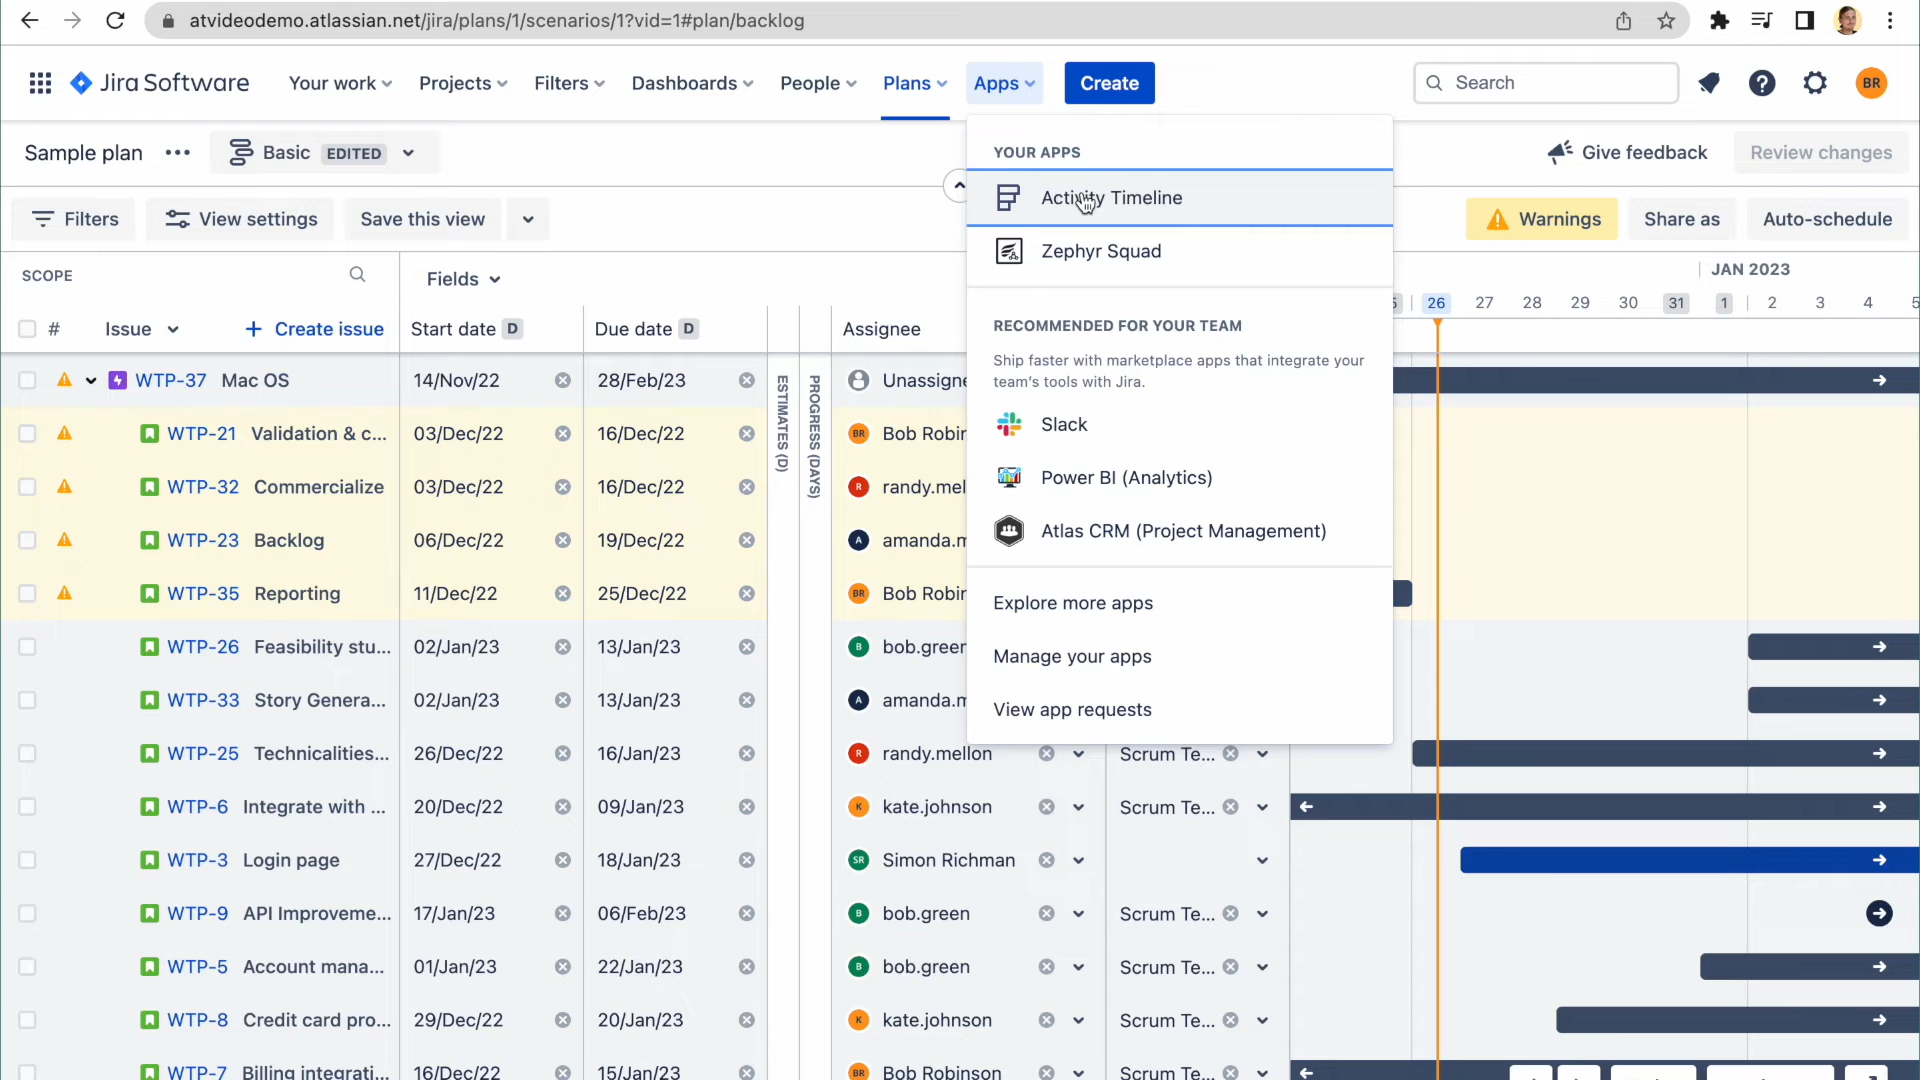 atvideodemo.atlassian.net/jira/plans/1/scenarios/1?vid=1#plan/backlog
Jira Software Your work Projects Filters Dashboards People Plans Apps Create Search BR
Sample plan Basic EDITED Give feedback Review changes
Filters View settings Save this view Warnings Share as Auto-schedule
YOUR APPS
Activity Timeline
Zephyr Squad
RECOMMENDED FOR YOUR TEAM
Ship faster with marketplace apps that integrate your
team's tools with Jira.
Slack
Power BI (Analytics)
Atlas CRM (Project Management)
Explore more apps
Manage your apps
View app requests
SCOPE Fields JAN 2023
26 27 28 29 30 31 1 2 3 4 5
# Issue + Create issue Start date D Due date D Assignee
ESTIMATES (D)
PROGRESS (DAYS)
WTP-37 Mac OS 14/Nov/22 28/Feb/23 Unassigne
WTP-21 Validation & c... 03/Dec/22 16/Dec/22 BR Bob Robin
WTP-32 Commercialize 03/Dec/22 16/Dec/22 R randy.mel
WTP-23 Backlog 06/Dec/22 19/Dec/22 A amanda.m
WTP-35 Reporting 11/Dec/22 25/Dec/22 BR Bob Robin
WTP-26 Feasibility stu... 02/Jan/23 13/Jan/23 B bob.green
WTP-33 Story Genera... 02/Jan/23 13/Jan/23 A amanda.m
WTP-25 Technicalities... 26/Dec/22 16/Jan/23 R randy.mellon Scrum Te...
WTP-6 Integrate with ... 20/Dec/22 09/Jan/23 K kate.johnson Scrum Te...
WTP-3 Login page 27/Dec/22 18/Jan/23 SR Simon Richman
WTP-9 API Improveme... 17/Jan/23 06/Feb/23 B bob.green Scrum Te...
WTP-5 Account mana... 01/Jan/23 22/Jan/23 B bob.green Scrum Te...
WTP-8 Credit card pro... 29/Dec/22 20/Jan/23 K kate.johnson Scrum Te...
WTP-7 Billing integrati... 16/Dec/22 15/Jan/23 BR Bob Robinson Scrum Te...